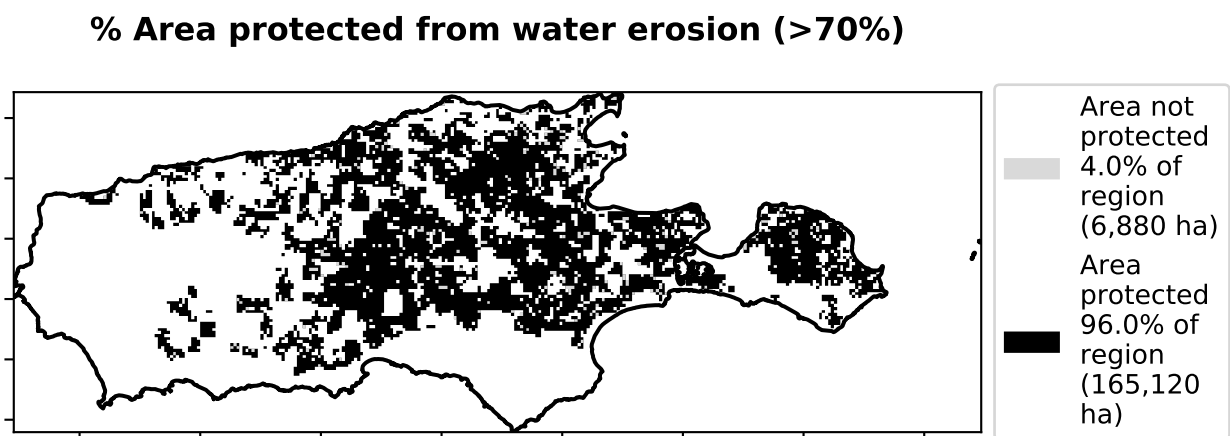 % Area protected from water erosion (>70%)
Area not
protected
4.0% of
region
(6,880 ha)
Area
protected
96.0% of
region
(165,120
ha)